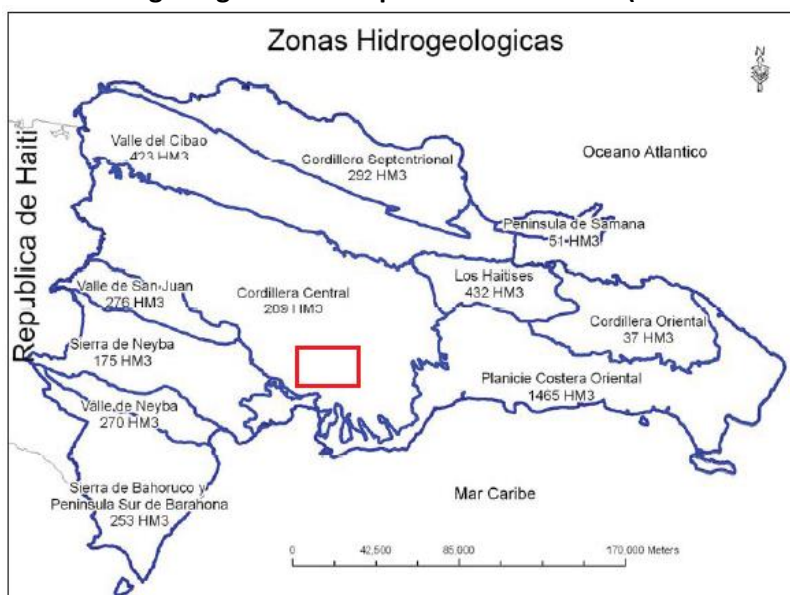 Zonas Hidrogeologicas
N
Valle del Cibao
423 HM3
Cordillera Septentrional
292 HM3
Oceano Atlantico
Republica de Haiti
Peninsula de Samana
51 HM3
Valle de San Juan
276 HM3
Cordillera Central
209 HM3
Los Haitises
432 HM3
Cordillera Oriental
37 HM3
Sierra de Neyba
175 HM3
Planicie Costera Oriental
1465 HM3
Valle de Neyba
270 HM3
Sierra de Bahoruco y
Peninsula Sur de Barahona
253 HM3
Mar Caribe
0 42,500 85,000 170,000 Meters